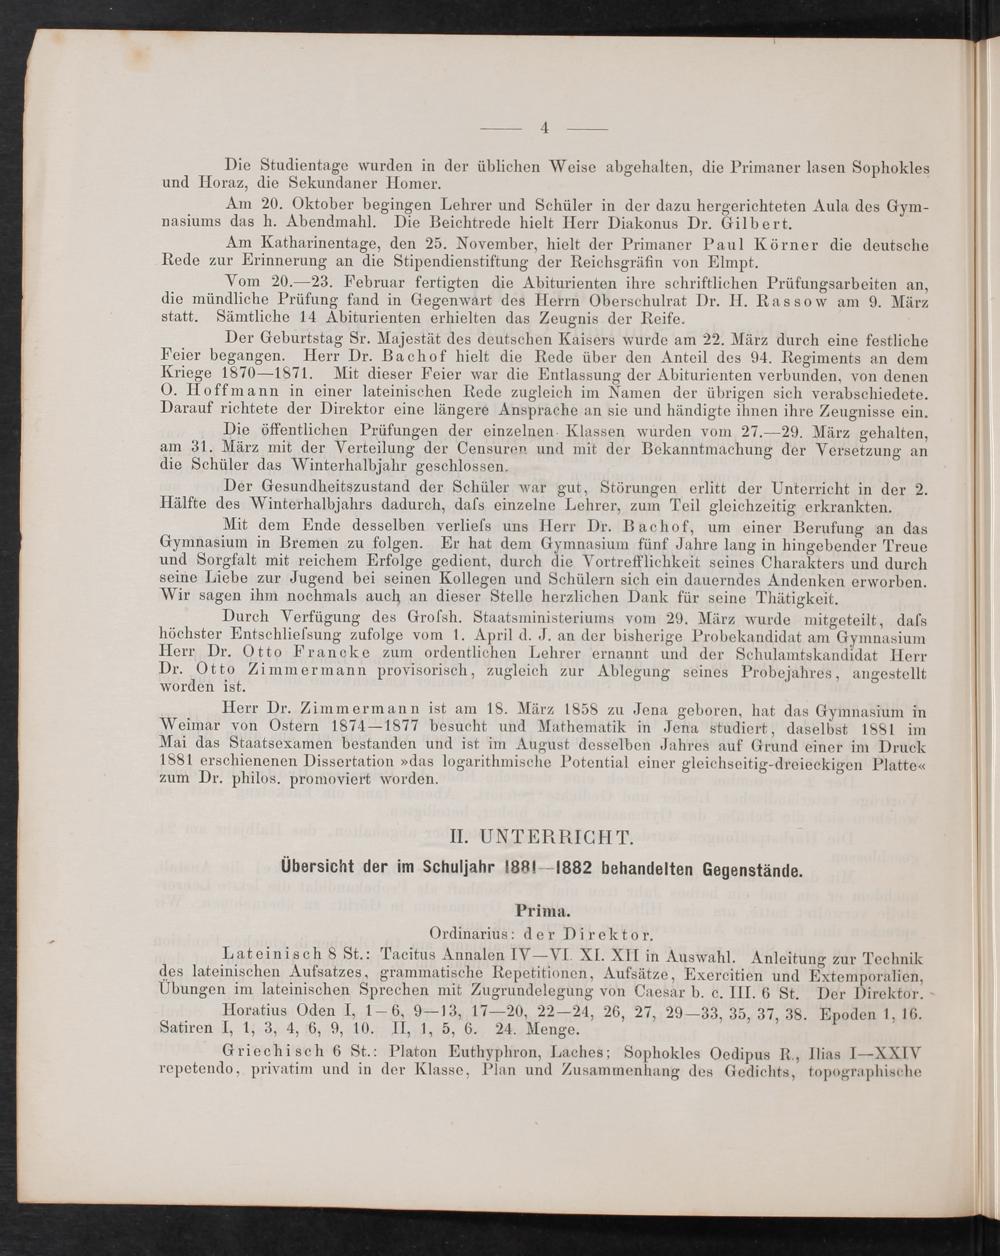 4
Die Studientage wurden in der üblichen Weise abgehalten, die Primaner lasen Sophokles
und Horaz, die Sekundaner Homer.
Am 20. Oktober begingen Lehrer und Schüler in der dazu hergerichteten Aula des Gym-
nasiums das h. Abendmahl. Die Beichtrede hielt Herr Diakonus Dr. Gilbert.
Am Katharinentage, den 25. November, hielt der Primaner Paul Körner die deutsche
Rede zur Erinnerung an die Stipendienstiftung der Reichsgräfin von Elmpt.
Vom 20.—23. Februar fertigten die Abiturienten ihre schriftlichen Prüfungsarbeiten an,
die mündliche Prüfung fand in Gegenwart des Herrn Oberschulrat Dr. H. Rassow am 9. März
statt. Sämtliche 14 Abiturienten erhielten das Zeugnis der Reife.
Der Geburtstag Sr. Majestät des deutschen Kaisers wurde am 22. März durch eine festliche
Feier begangen. Herr Dr. Bachof hielt die Rede über den Anteil des 94. Regiments an dem
Kriege 1870—1871. Mit dieser Feier war die Entlassung der Abiturienten verbunden, von denen
O. Hoffmann in einer lateinischen Rede zugleich im Namen der übrigen sich verabschiedete.
Darauf richtete der Direktor eine längere Ansprache an sie und händigte ihnen ihre Zeugnisse ein.
Die öffentlichen Prüfungen der einzelnen Klassen wurden vom 27.—29. März gehalten,
am 31. März mit der Verteilung der Censuren und mit der Bekanntmachung der Versetzung an
die Schüler das Winterhalbjahr geschlossen.
Der Gesundheitszustand der Schüler war gut, Störungen erlitt der Unterricht in der 2.
Hälfte des Winterhalbjahrs dadurch, daſs einzelne Lehrer, zum Teil gleichzeitig erkrankten.
Mit dem Ende desselben verlieſs uns Herr Dr. Bachof, um einer Berufung an das
Gymnasium in Bremen zu folgen. Er hat dem Gymnasium fünf Jahre lang in hingebender Treue
und Sorgfalt mit reichem Erfolge gedient, durch die Vortrefflichkeit seines Charakters und durch
seine Liebe zur Jugend bei seinen Kollegen und Schülern sich ein dauerndes Andenken erworben.
Wir sagen ihm nochmals auch an dieser Stelle herzlichen Dank für seine Thätigkeit.
Durch Verfügung des Groſsh. Staatsministeriums vom 29. März wurde mitgeteilt, daſs
höchster Entschlieſsung zufolge vom 1. April d. J. an der bisherige Probekandidat am Gymnasium
Herr Dr. Otto Francke zum ordentlichen Lehrer ernannt und der Schulamtskandidat Herr
Dr. Otto Zimmermann provisorisch, zugleich zur Ablegung seines Probejahres, angestellt
worden ist.
Herr Dr. Zimmermann ist am 18. März 1858 zu Jena geboren, hat das Gymnasium in
Weimar von Ostern 1874—1877 besucht und Mathematik in Jena studiert, daselbst 1881 im
Mai das Staatsexamen bestanden und ist im August desselben Jahres auf Grund einer im Druck
1881 erschienenen Dissertation »das logarithmische Potential einer gleichseitig-dreieckigen Platte«
zum Dr. philos. promoviert worden.
II. UNTERRICHT.
Übersicht der im Schuljahr 1881—1882 behandelten Gegenstände.
Prima.
Ordinarius: der Direktor.
Lateinisch 8 St.: Tacitus Annalen IV—VI. XI. XII in Auswahl. Anleitung zur Technik
des lateinischen Aufsatzes, grammatische Repetitionen, Aufsätze, Exercitien und Extemporalien,
Übungen im lateinischen Sprechen mit Zugrundelegung von Caesar b. c. III. 6 St. Der Direktor.
Horatius Oden I, 1—6, 9—13, 17—20, 22—24, 26, 27, 29—33, 35, 37, 38. Epoden 1, 16.
Satiren I, 1, 3, 4, 6, 9, 10. II, 1, 5, 6. 24. Menge.
Griechisch 6 St.: Platon Euthyphron, Laches; Sophokles Oedipus R., Ilias I—XXIV
repetendo, privatim und in der Klasse, Plan und Zusammenhang des Gedichts, topographische